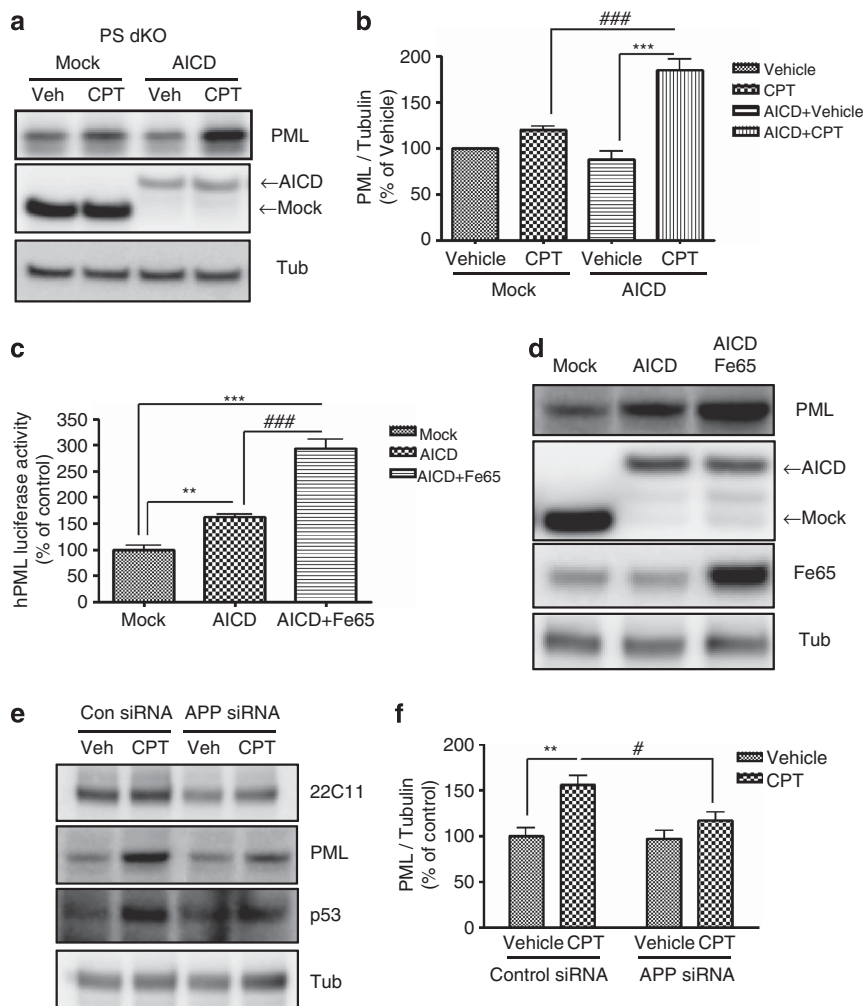 a
PS dKO
Mock AICD
Veh CPT Veh CPT
PML
←AICD
←Mock
Tub
b
###
***
200
150
100
50
0
PML / Tubulin
(% of Vehicle)
Vehicle CPT Vehicle CPT
Mock AICD
Vehicle
CPT
AICD+Vehicle
AICD+CPT
c
***
###
**
350
300
250
200
150
100
50
0
hPML luciferase activity
(% of control)
Mock AICD AICD+Fe65
Mock
AICD
AICD+Fe65
d
Mock AICD AICD
Fe65
PML
←AICD
←Mock
Fe65
Tub
e
Con siRNA APP siRNA
Veh CPT Veh CPT
22C11
PML
p53
Tub
f
** #
200
150
100
50
0
PML / Tubulin
(% of control)
Vehicle CPT Vehicle CPT
Control siRNA APP siRNA
Vehicle
CPT